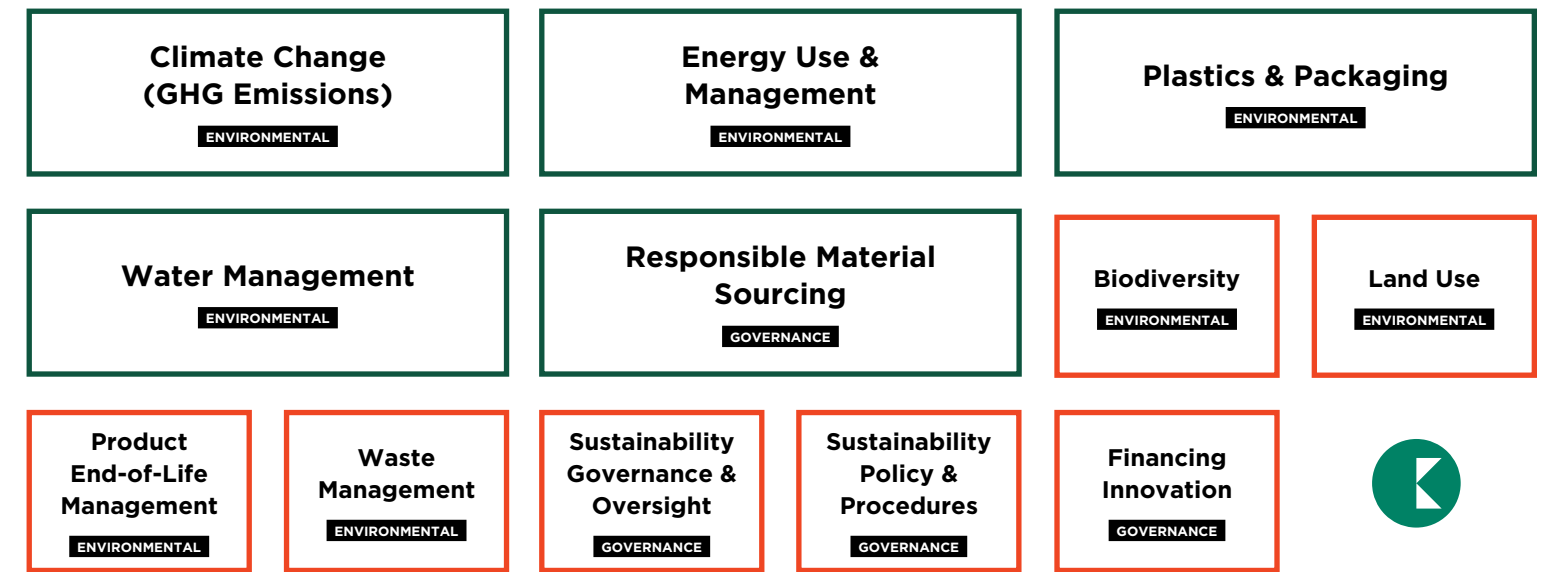 Climate Change
(GHG Emissions)
ENVIRONMENTAL
Energy Use &
Management
ENVIRONMENTAL
Plastics & Packaging
ENVIRONMENTAL
Water Management
ENVIRONMENTAL
Responsible Material
Sourcing
GOVERNANCE
Biodiversity
ENVIRONMENTAL
Land Use
ENVIRONMENTAL
Product
End-of-Life
Management
ENVIRONMENTAL
Waste
Management
ENVIRONMENTAL
Sustainability
Governance &
Oversight
GOVERNANCE
Sustainability
Policy &
Procedures
GOVERNANCE
Financing
Innovation
GOVERNANCE